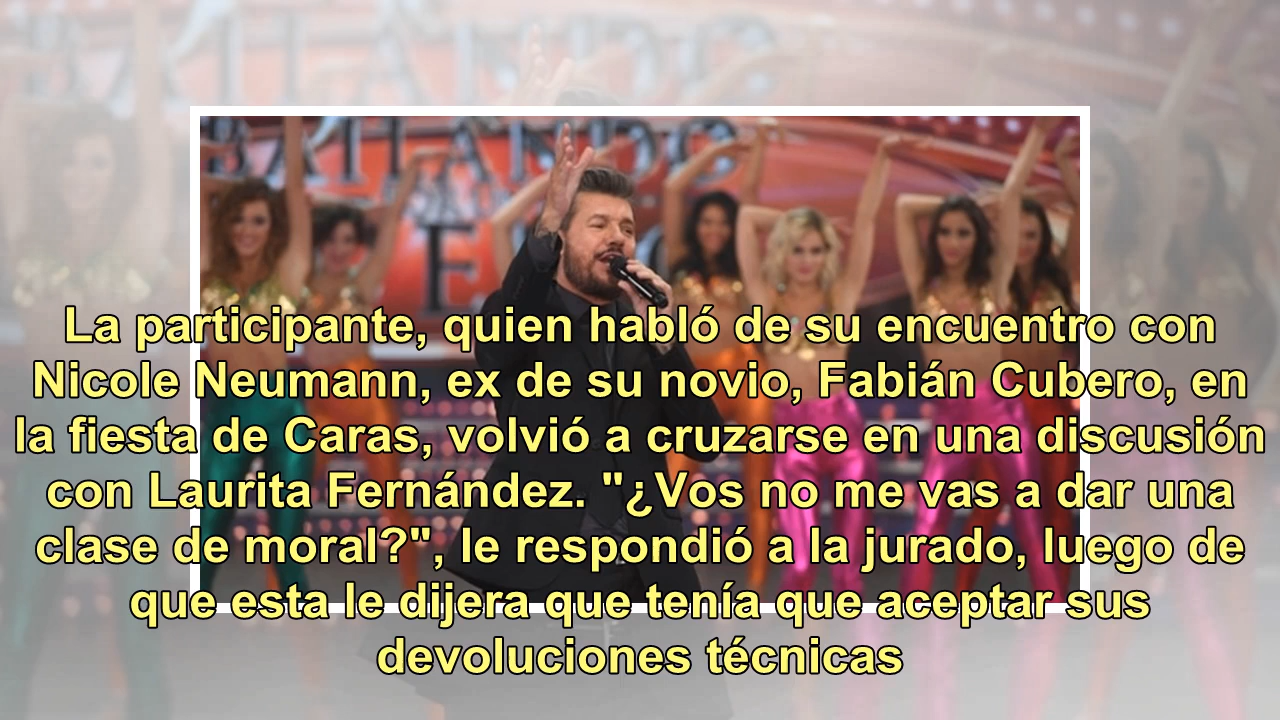 BAILANDO
La participante, quien habló de su encuentro con
Nicole Neumann, ex de su novio, Fabián Cubero, en
la fiesta de Caras, volvió a cruzarse en una discusión
con Laurita Fernández. "¿Vos no me vas a dar una
clase de moral?", le respondió a la jurado, luego de
que esta le dijera que tenía que aceptar sus
devoluciones técnicas